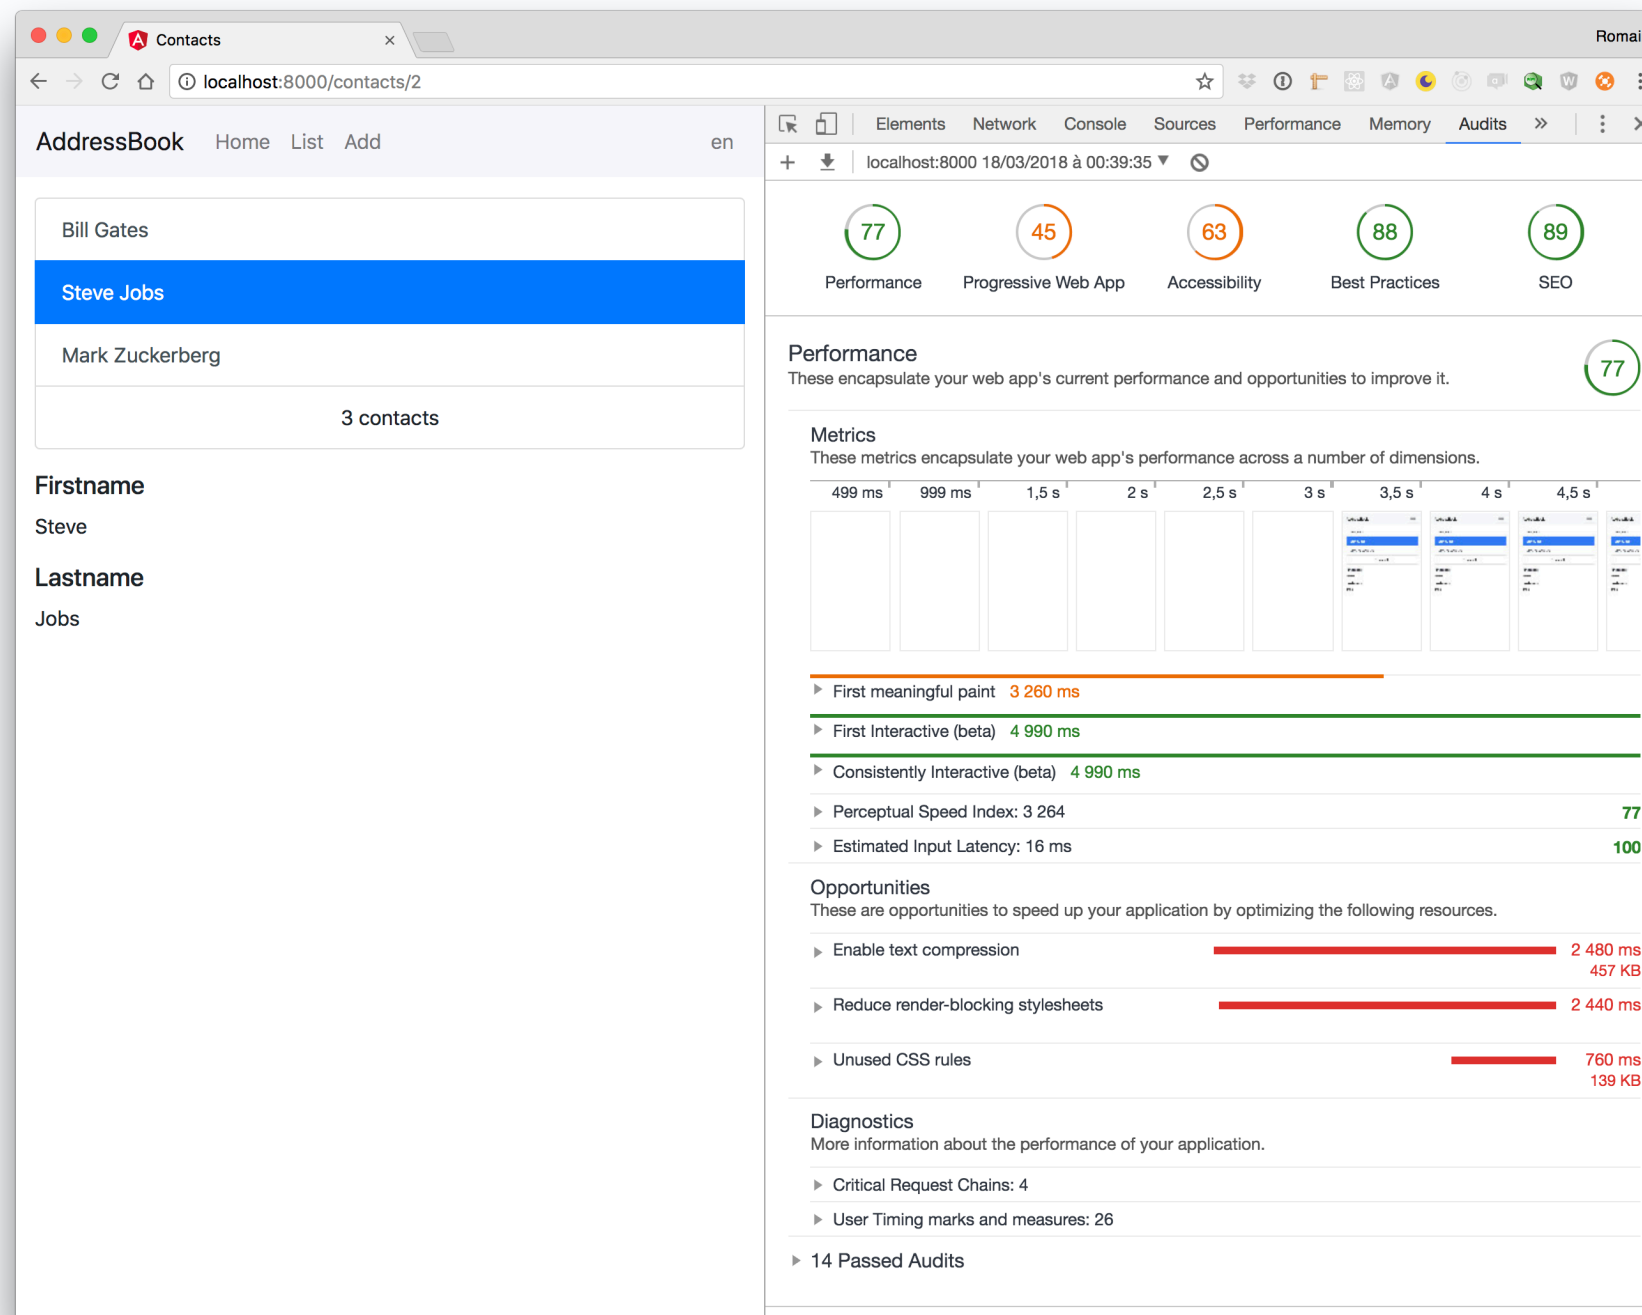 Contacts
Romai
localhost:8000/contacts/2
AddressBook Home List Add en
Bill Gates
Steve Jobs
Mark Zuckerberg
3 contacts
Firstname
Steve
Lastname
Jobs
Elements Network Console Sources Performance Memory Audits
localhost:8000 18/03/2018 à 00:39:35
77 45 63 88 89
Performance Progressive Web App Accessibility Best Practices SEO
Performance
These encapsulate your web app's current performance and opportunities to improve it.
77
Metrics
These metrics encapsulate your web app's performance across a number of dimensions.
499 ms 999 ms 1,5 s 2 s 2,5 s 3 s 3,5 s 4 s 4,5 s
First meaningful paint 3 260 ms
First Interactive (beta) 4 990 ms
Consistently Interactive (beta) 4 990 ms
Perceptual Speed Index: 3 264 77
Estimated Input Latency: 16 ms 100
Opportunities
These are opportunities to speed up your application by optimizing the following resources.
Enable text compression 2 480 ms
457 KB
Reduce render-blocking stylesheets 2 440 ms
Unused CSS rules 760 ms
139 KB
Diagnostics
More information about the performance of your application.
Critical Request Chains: 4
User Timing marks and measures: 26
14 Passed Audits